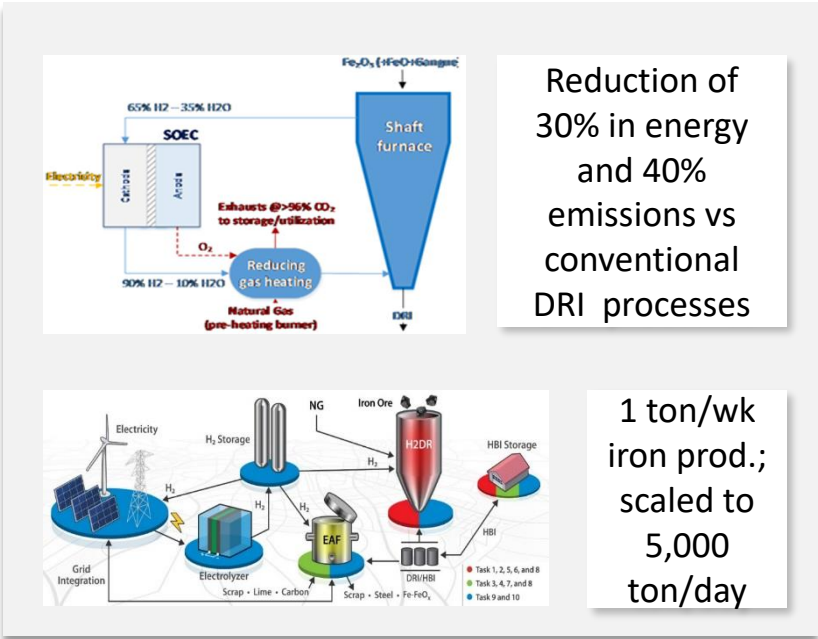 Fe₂O₃ (+FeO+Gangue)
65% H2 – 35% H2O
SOEC
Shaft
furnace
Electricity
Cathode
Anode
Exhausts @>96% CO₂
to storage/utilization
O₂
Reducing
gas heating
90% H2 – 10% H2O
Natural Gas
(pre-heating burner)
DRI
Reduction of
30% in energy
and 40%
emissions vs
conventional
DRI processes
Electricity
H₂ Storage
NG
Iron Ore
H2DR
HBI Storage
H₂
H₂
H₂
H₂
EAF
HBI
Grid
Integration
Electrolyzer
DRI/HBI
Scrap • Lime • Carbon
Scrap • Steel • Fe-FeOₓ
Task 1, 2, 5, 6, and 8
Task 3, 4, 7, and 8
Task 9 and 10
1 ton/wk
iron prod.;
scaled to
5,000
ton/day